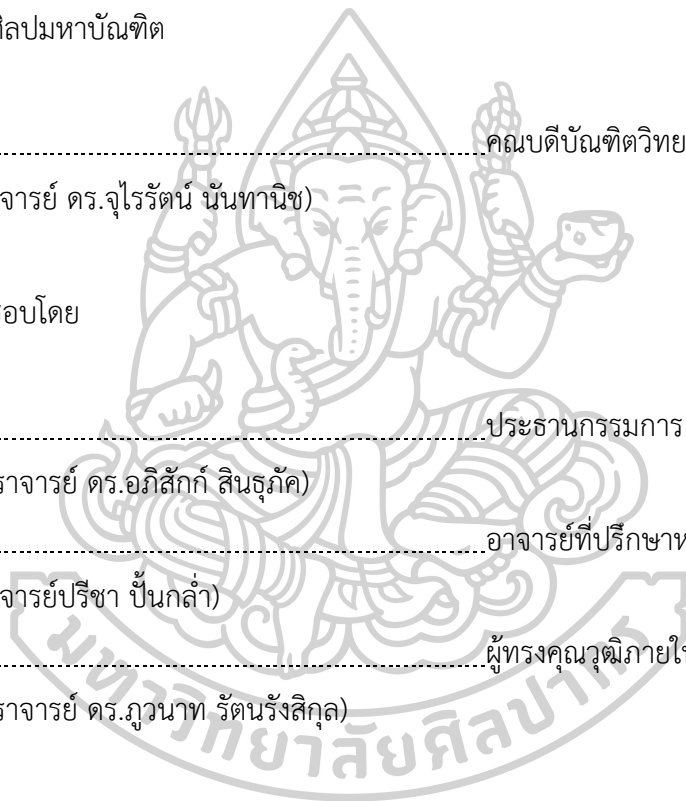 ศิลปมหาบัณฑิต
คณบดีบัณฑิตวิทย
จารย์ ดร.จุไรรัตน์ นันทานิช)
สอบโดย
ประธานกรรมการ
ราจารย์ ดร.อภิสักก์ สินธุภัค)
อาจารย์ที่ปรึกษาห
จารย์ปรีชา ปั้นกล่ำ)
ผู้ทรงคุณวุฒิภายใ
ราจารย์ ดร.ภูวนาท รัตนรังสิกุล)
มหาวิทยาลัยศิลปากร